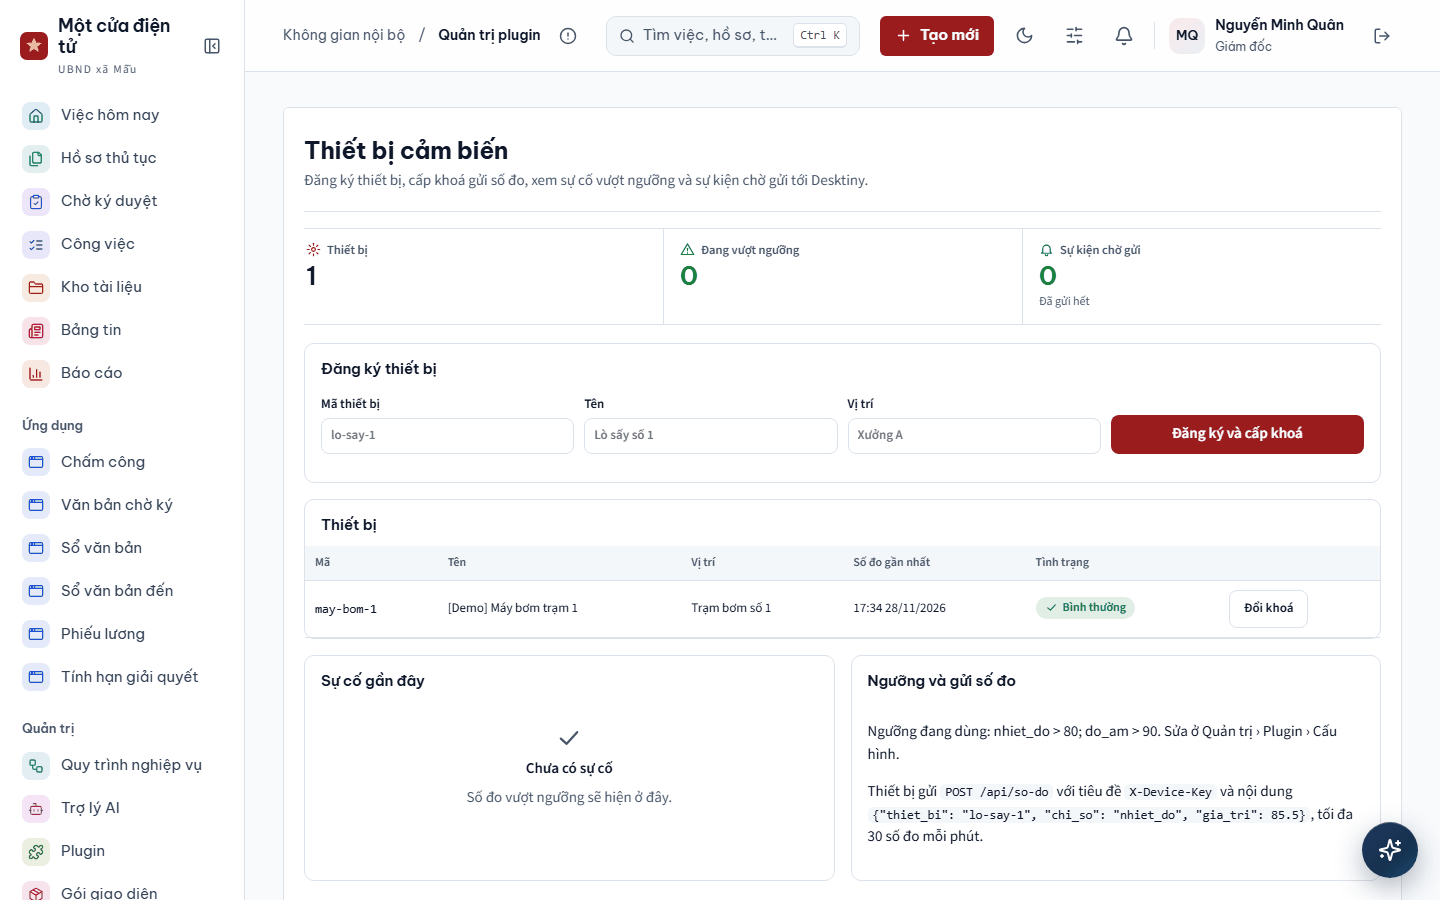 Một cửa điện tử
UBND xã Mẫu
Việc hôm nay
Hồ sơ thủ tục
Chờ ký duyệt
Công việc
Kho tài liệu
Bảng tin
Báo cáo
Ứng dụng
Chấm công
Văn bản chờ ký
Sổ văn bản
Sổ văn bản đến
Phiếu lương
Tính hạn giải quyết
Quản trị
Quy trình nghiệp vụ
Trợ lý AI
Plugin
Gói giao diện
Không gian nội bộ / Quản trị plugin
Tìm việc, hồ sơ, t... Ctrl K
Tạo mới
MQ
Nguyễn Minh Quân
Giám đốc
Thiết bị cảm biến
Đăng ký thiết bị, cấp khoá gửi số đo, xem sự cố vượt ngưỡng và sự kiện chờ gửi tới Desktiny.
Thiết bị
1
Đang vượt ngưỡng
0
Sự kiện chờ gửi
0
Đã gửi hết
Đăng ký thiết bị
Mã thiết bị Tên Vị trí
lo-say-1 Lò sấy số 1 Xưởng A Đăng ký và cấp khoá
Thiết bị
Mã Tên Vị trí Số đo gần nhất Tình trạng
may-bom-1 [Demo] Máy bơm trạm 1 Trạm bơm số 1 17:34 28/11/2026 Bình thường Đổi khoá
Sự cố gần đây
Chưa có sự cố
Số đo vượt ngưỡng sẽ hiện ở đây.
Ngưỡng và gửi số đo
Ngưỡng đang dùng: nhiet_do > 80; do_am > 90. Sửa ở Quản trị › Plugin › Cấu
hình.
Thiết bị gửi POST /api/so-do với tiêu đề X-Device-Key và nội dung
{"thiet_bi": "lo-say-1", "chi_so": "nhiet_do", "gia_tri": 85.5} , tối đa
30 số đo mỗi phút.